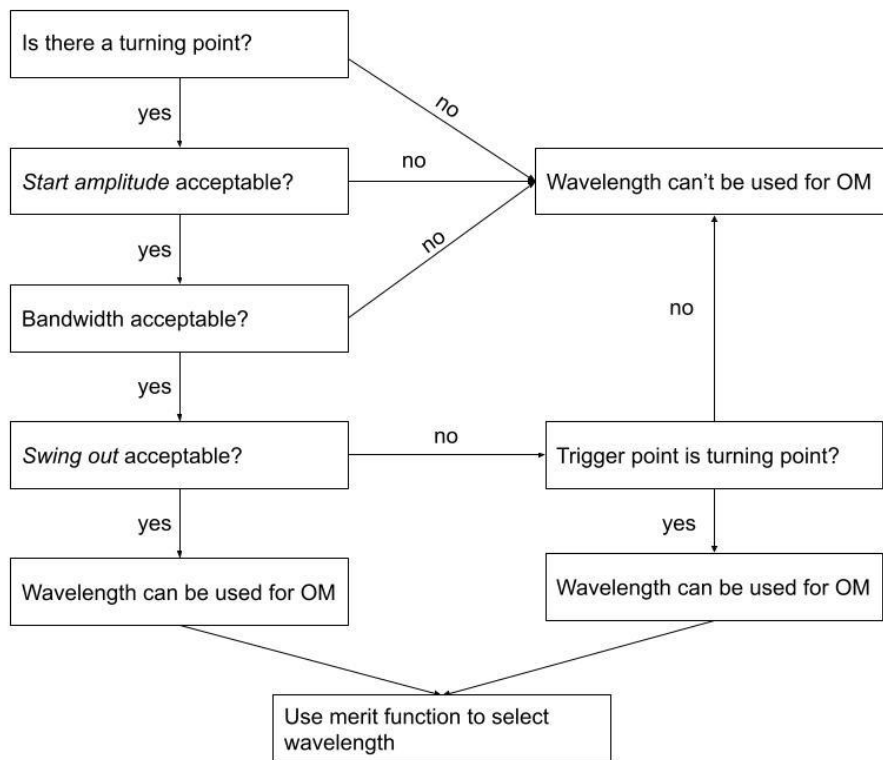 Is there a turning point?
no
yes
no
Start amplitude acceptable?
Wavelength can’t be used for OM
yes
no
Bandwidth acceptable?
no
yes
no
Swing out acceptable?
Trigger point is turning point?
yes
yes
Wavelength can be used for OM
Wavelength can be used for OM
Use merit function to select
wavelength